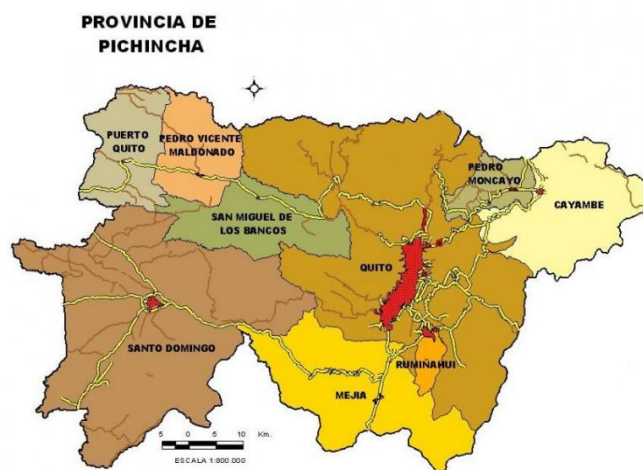 PROVINCIA DE
PICHINCHA
PUERTO
QUITO
PEDRO VICENTE
MALDONADO
PEDRO
MONCAYO
CAYAMBE
SAN MIGUEL DE
LOS BANCOS
QUITO
SANTO DOMINGO
RUMIÑAHUI
MEJIA
5 0 5 10 Km.
ESCALA 1:800.000